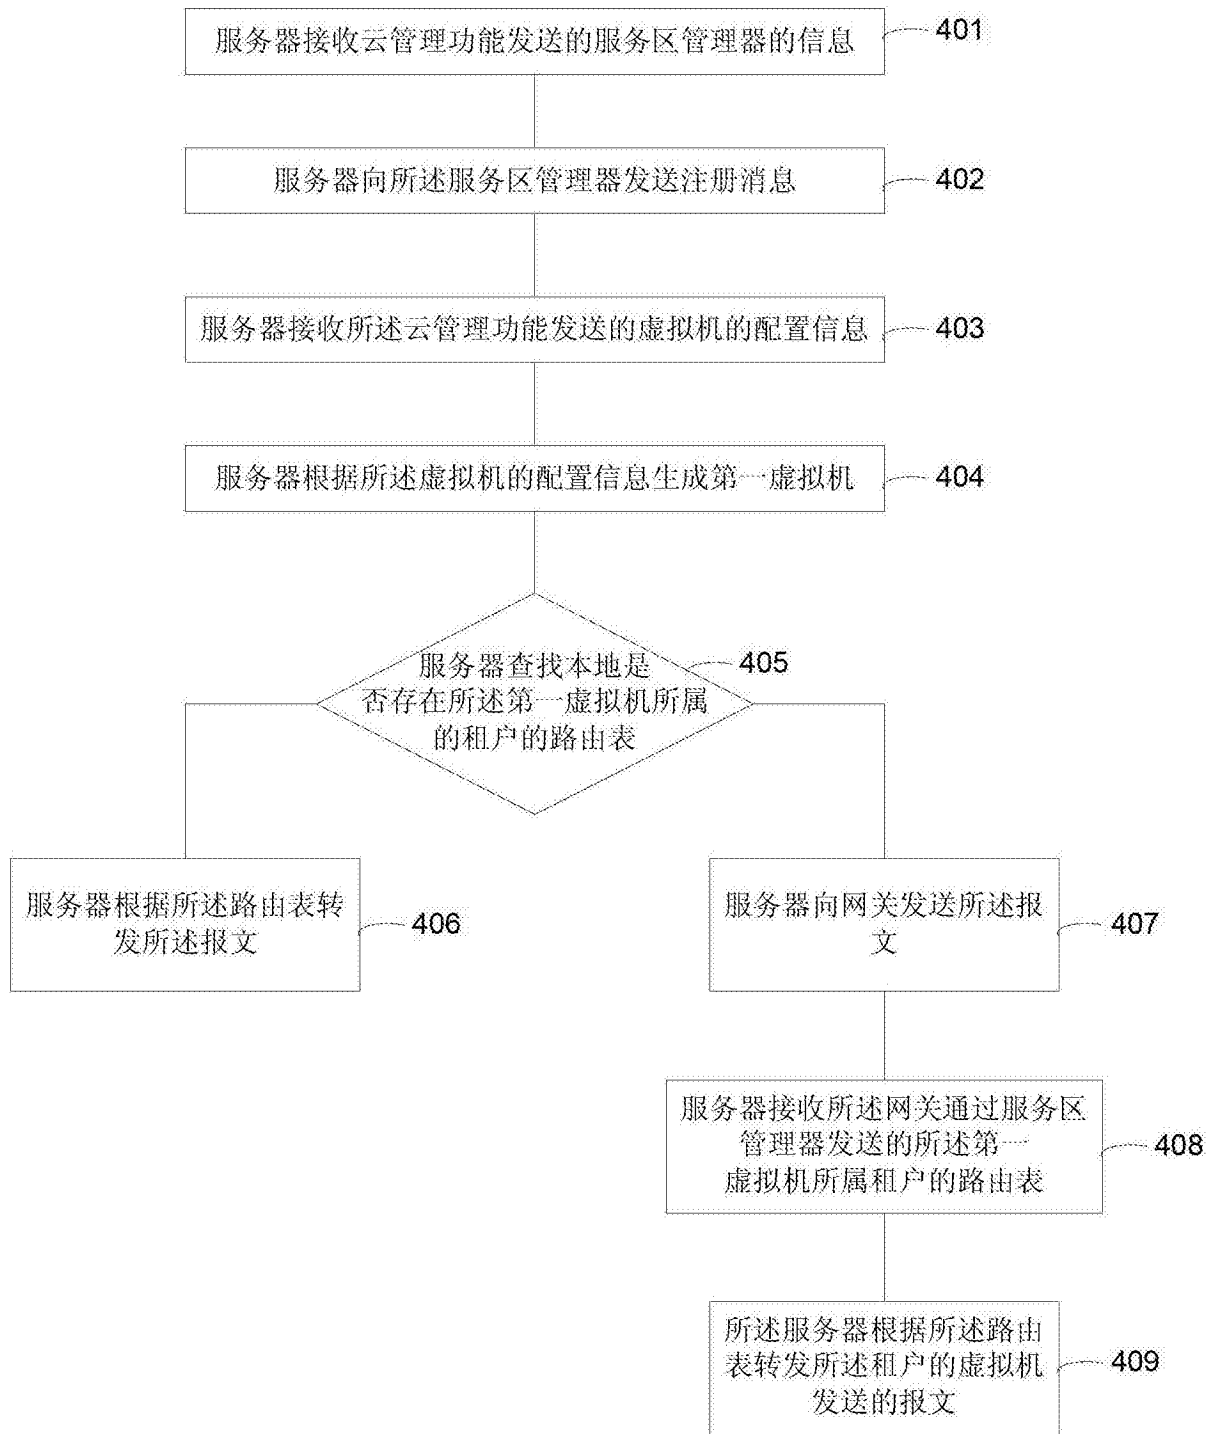 服务器接收云管理功能发送的服务区管理器的信息
401
服务器向所述服务区管理器发送注册消息
402
服务器接收所述云管理功能发送的虚拟机的配置信息
403
服务器根据所述虚拟机的配置信息生成第一虚拟机
404
服务器查找本地是
否存在所述第一虚拟机所属
的租户的路由表
405
服务器根据所述路由表转
发所述报文
406
服务器向网关发送所述报
文
407
服务器接收所述网关通过服务区
管理器发送的所述第一
虚拟机所属租户的路由表
408
所述服务器根据所述路由
表转发所述租户的虚拟机
发送的报文
409